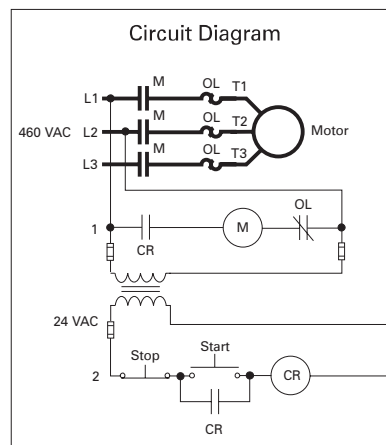 Circuit Diagram
M OL T1
L1
M OL T2
460 VAC L2 Motor
M OL T3
L3
OL
1 M
CR
24 VAC
Start
Stop
2 CR
CR